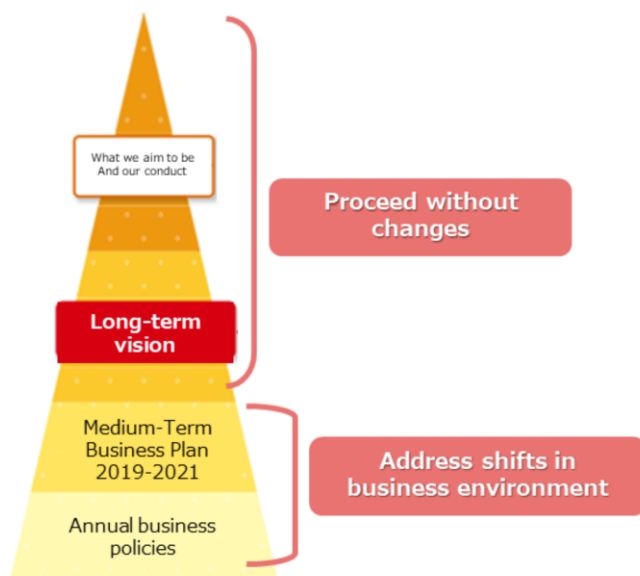 What we aim to be
And our conduct
Proceed without
changes
Long-term
vision
Medium-Term
Business Plan
2019-2021
Address shifts in
business environment
Annual business
policies